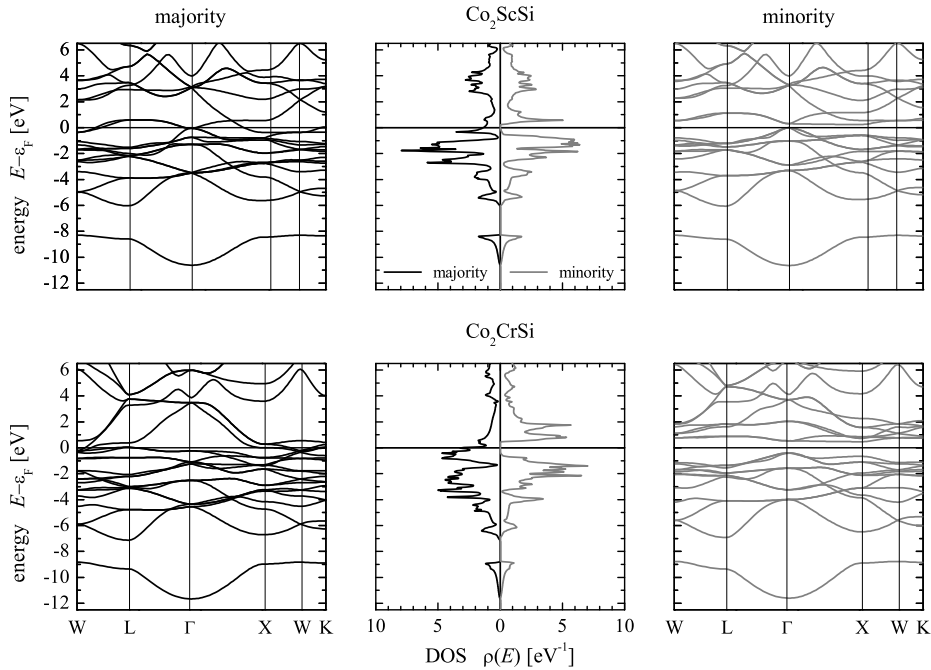 majority
Co₂ScSi
minority
energy E−ε_F [eV]
6
4
2
0
-2
-4
-6
-8
-10
-12
majority
minority
Co₂CrSi
energy E−ε_F [eV]
6
4
2
0
-2
-4
-6
-8
-10
-12
W L Γ X W K
10 5 0 5 10
W L Γ X W K
DOS ρ(E) [eV⁻¹]